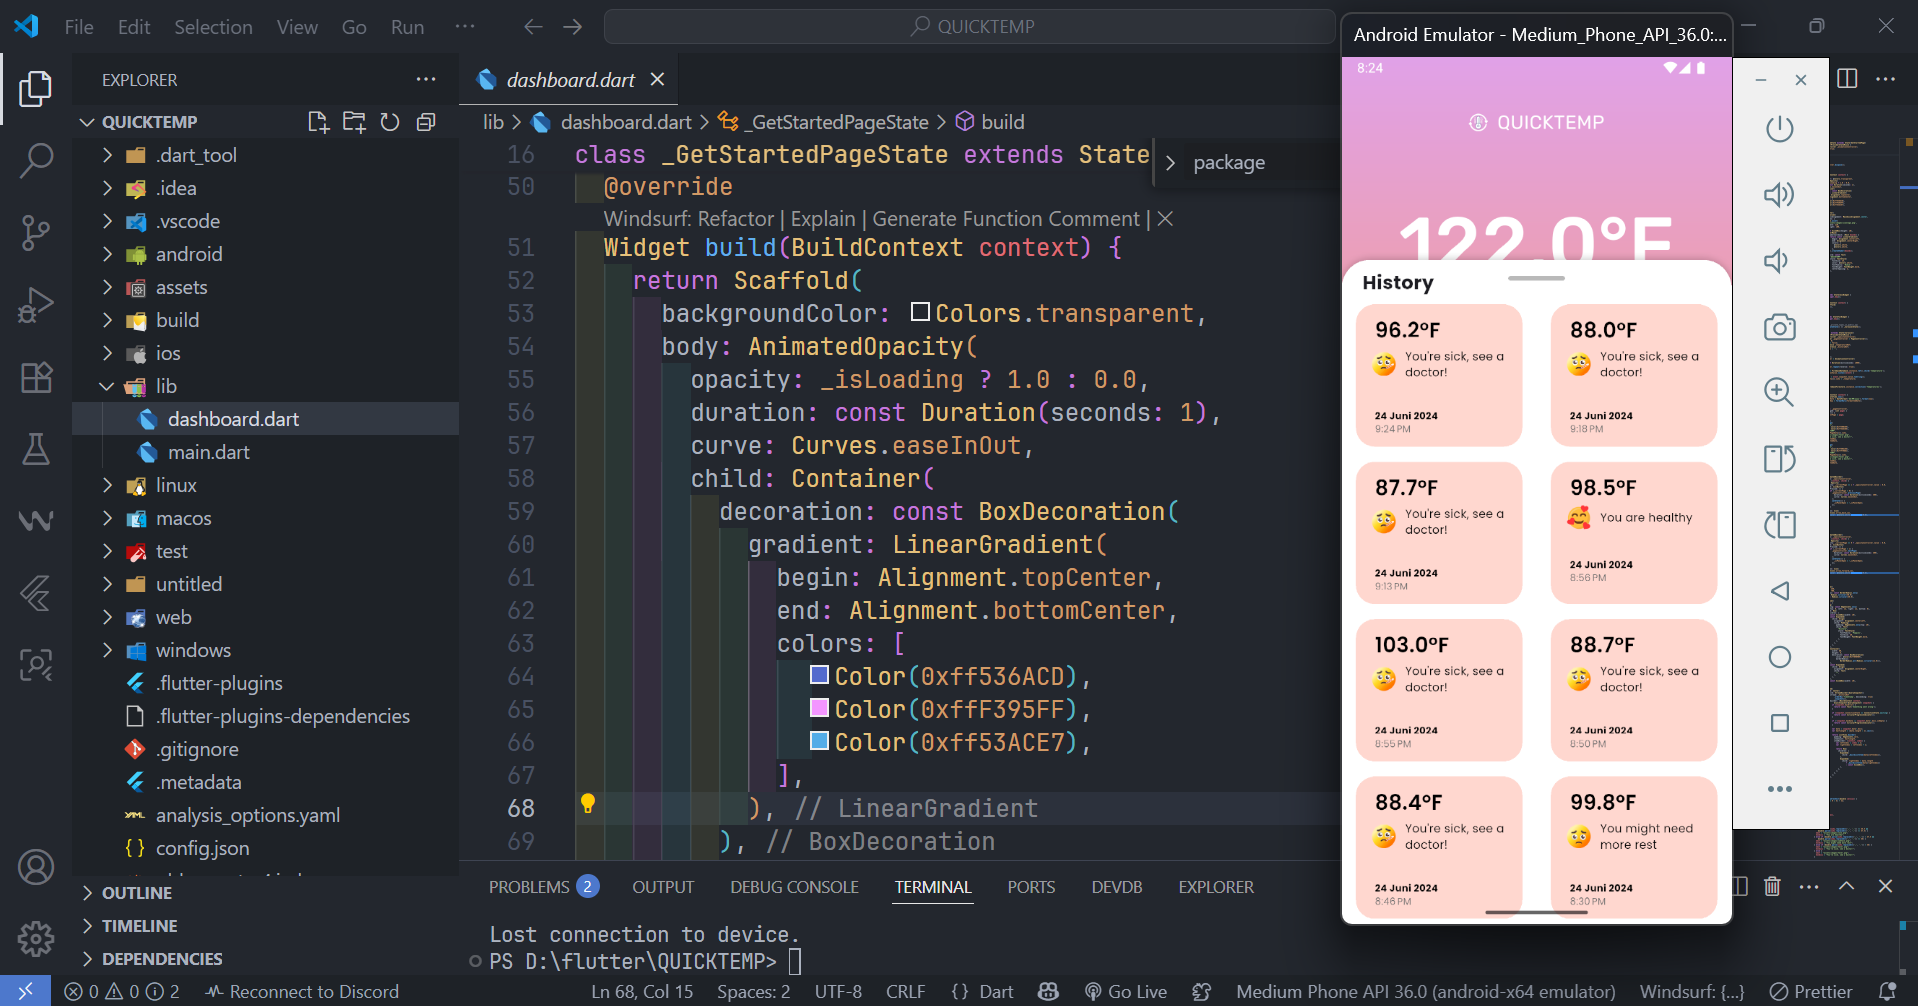 File Edit Selection View Go Run ···
QUICKTEMP
Android Emulator - Medium_Phone_API_36.0:...
EXPLORER
QUICKTEMP
.dart_tool
.idea
.vscode
android
assets
build
ios
lib
dashboard.dart
main.dart
linux
macos
test
untitled
web
windows
.flutter-plugins
.flutter-plugins-dependencies
.gitignore
.metadata
analysis_options.yaml
config.json
OUTLINE
TIMELINE
DEPENDENCIES
dashboard.dart
lib > dashboard.dart > _GetStartedPageState > build
16 class _GetStartedPageState extends State
package
50 @override
Windsurf: Refactor | Explain | Generate Function Comment |
51 Widget build(BuildContext context) {
52 return Scaffold(
53 backgroundColor: Colors.transparent,
54 body: AnimatedOpacity(
55 opacity: _isLoading ? 1.0 : 0.0,
56 duration: const Duration(seconds: 1),
57 curve: Curves.easeInOut,
58 child: Container(
59 decoration: const BoxDecoration(
60 gradient: LinearGradient(
61 begin: Alignment.topCenter,
62 end: Alignment.bottomCenter,
63 colors: [
64 Color(0xff536ACD),
65 Color(0xffF395FF),
66 Color(0xff53ACE7),
67 ],
68 ), // LinearGradient
69 ), // BoxDecoration
PROBLEMS 2 OUTPUT DEBUG CONSOLE TERMINAL PORTS DEVDB EXPLORER
Lost connection to device.
PS D:\flutter\QUICKTEMP>
8:24
QUICKTEMP
122.0°F
History
96.2°F
You're sick, see a
doctor!
24 Juni 2024
9:24 PM
88.0°F
You're sick, see a
doctor!
24 Juni 2024
9:18 PM
87.7°F
You're sick, see a
doctor!
24 Juni 2024
9:13 PM
98.5°F
You are healthy
24 Juni 2024
8:56 PM
103.0°F
You're sick, see a
doctor!
24 Juni 2024
8:55 PM
88.7°F
You're sick, see a
doctor!
24 Juni 2024
8:50 PM
88.4°F
You're sick, see a
doctor!
24 Juni 2024
8:46 PM
99.8°F
You might need
more rest
24 Juni 2024
8:30 PM
0 0 2 Reconnect to Discord Ln 68, Col 15 Spaces: 2 UTF-8 CRLF {} Dart Go Live Medium Phone API 36.0 (android-x64 emulator) Windsurf: {...} Prettier